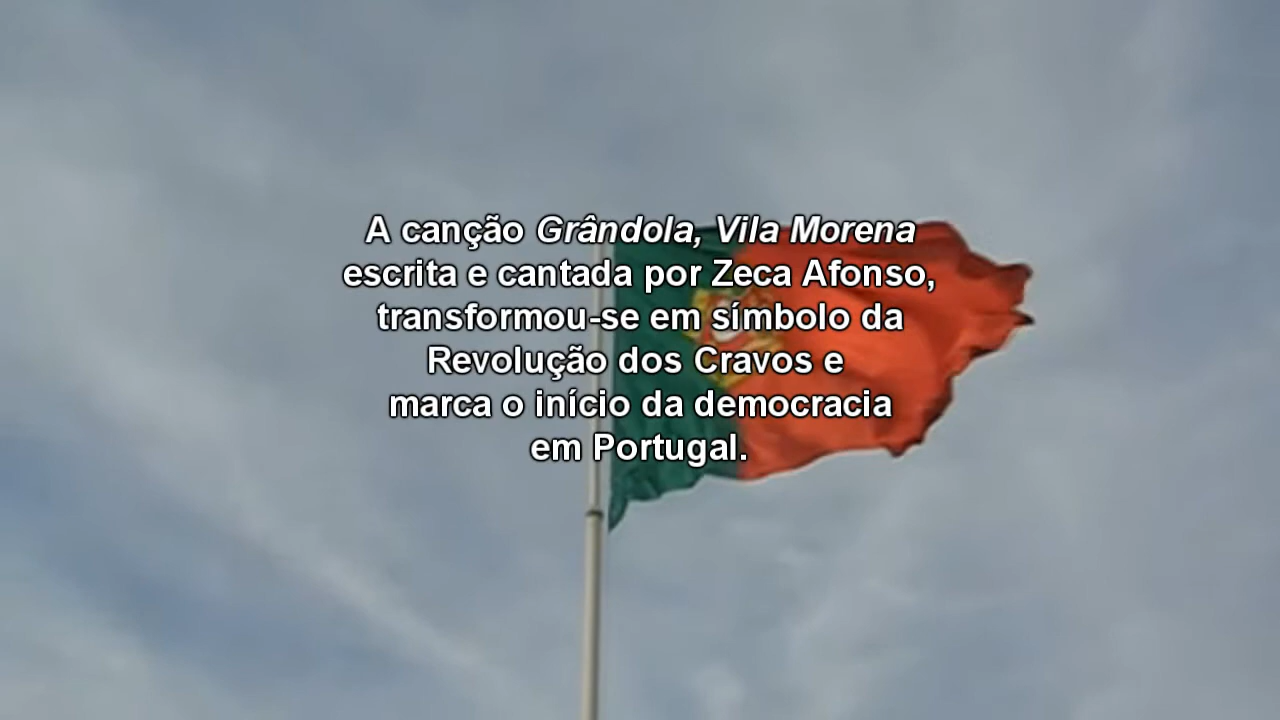 A canção Grândola, Vila Morena
escrita e cantada por Zeca Afonso,
transformou-se em símbolo da
Revolução dos Cravos e
marca o início da democracia
em Portugal.